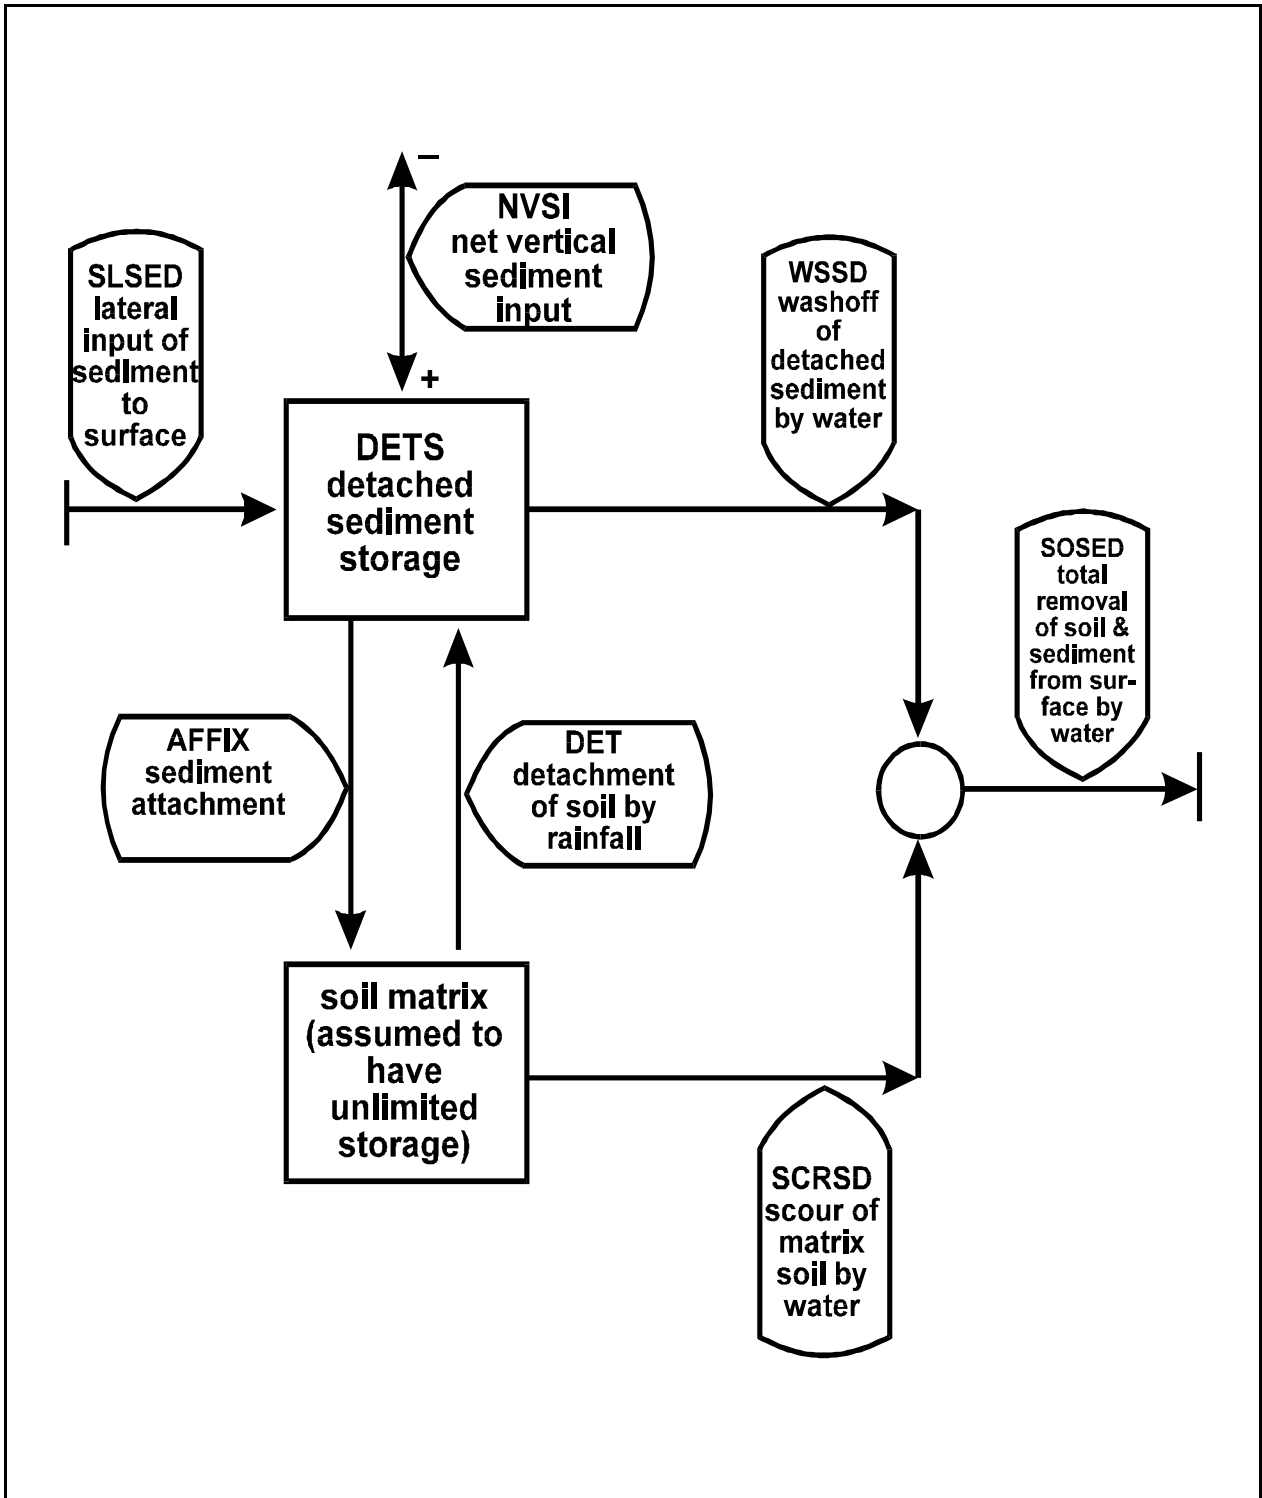 –
NVSI
net vertical
sediment
input
+
SLSED
lateral
input of
sediment
to
surface
WSSD
washoff
of
detached
sediment
by water
DETS
detached
sediment
storage
SOSED
total
removal
of soil &
sediment
from sur-
face by
water
AFFIX
sediment
attachment
DET
detachment
of soil by
rainfall
soil matrix
(assumed to
have
unlimited
storage)
SCRSD
scour of
matrix
soil by
water